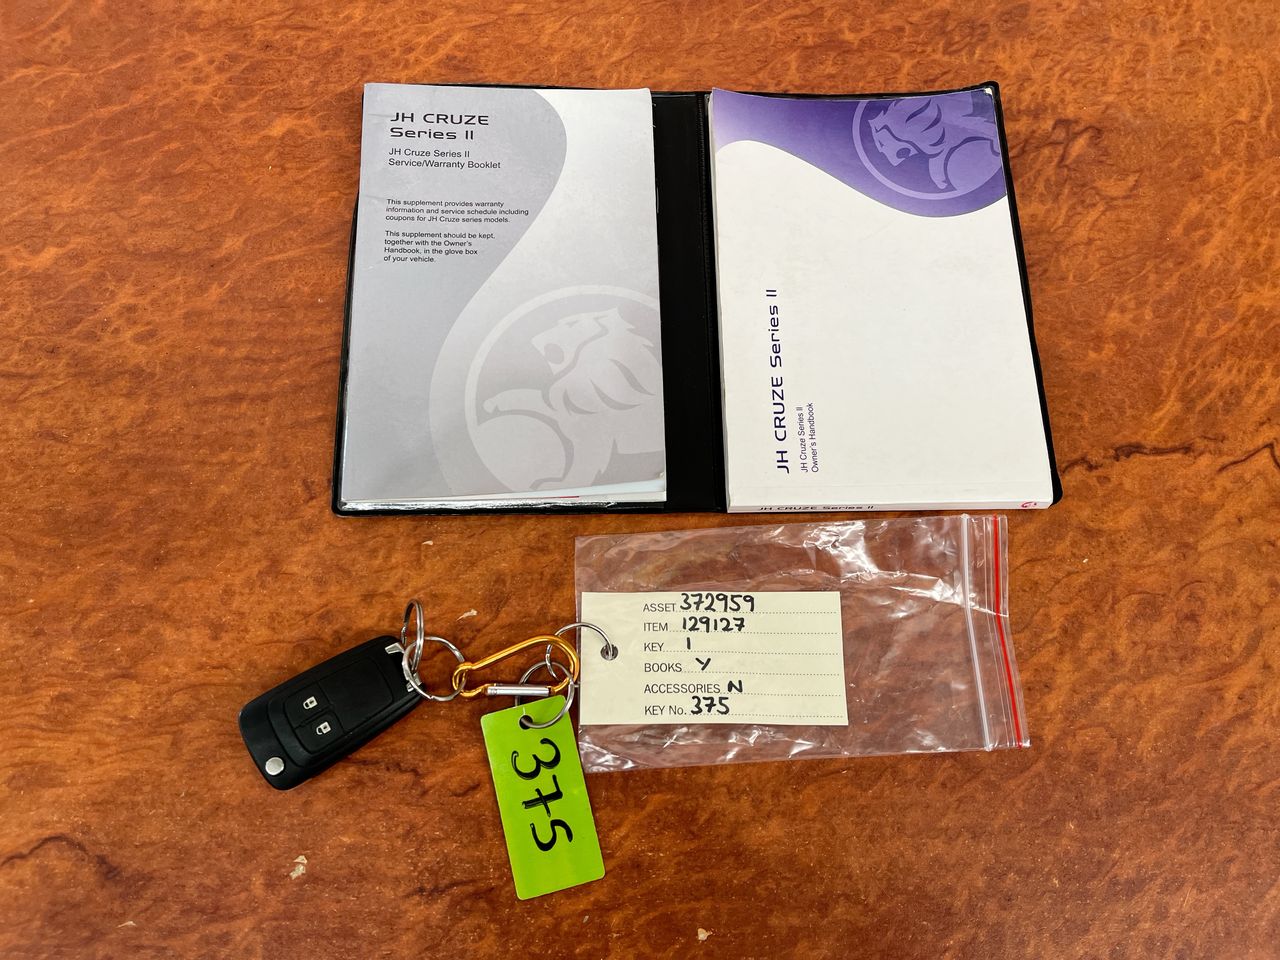 JH CRUZE
Series II
JH Cruze Series II
Service/Warranty Booklet
This supplement provides warranty
information and service schedule including
coupons for JH Cruze series models.
This supplement should be kept,
together with the Owner's
Handbook, in the glove box
of your vehicle.
JH CRUZE Series II
JH Cruze Series II
Owner's Handbook
JH CRUZE Series II
ASSET 372959
ITEM 129127
KEY 1
BOOKS Y
ACCESSORIES N
KEY No. 375
375